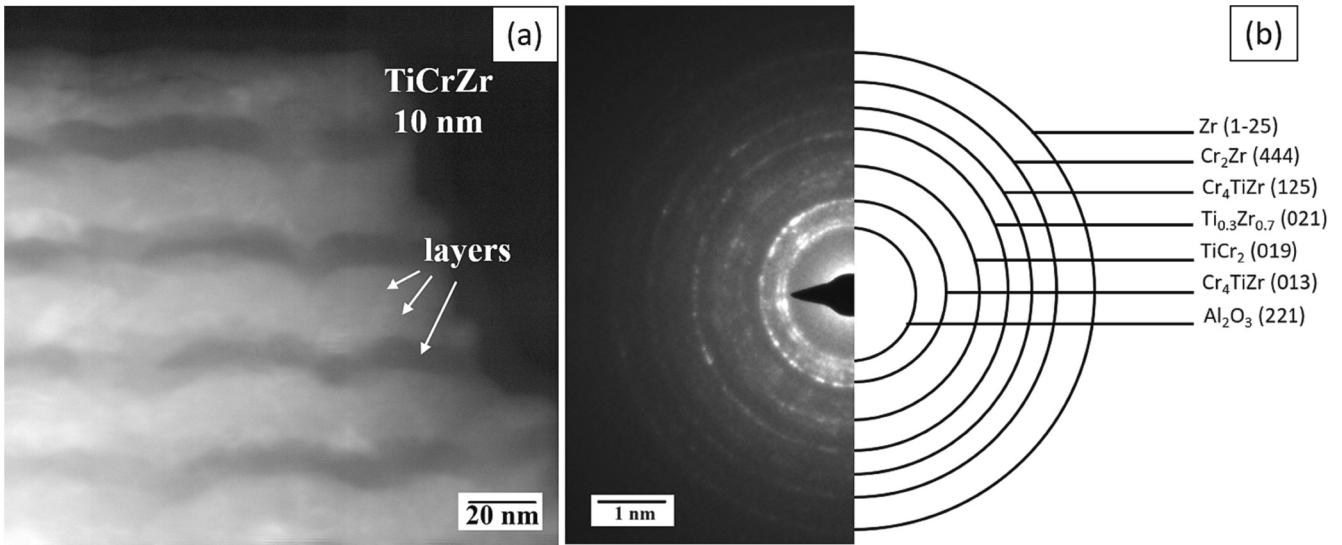 (a)
TiCrZr
10 nm
layers
20 nm
1 nm
(b)
Zr (1-25)
Cr₂Zr (444)
Cr₄TiZr (125)
Ti₀.₃Zr₀.₇ (021)
TiCr₂ (019)
Cr₄TiZr (013)
Al₂O₃ (221)